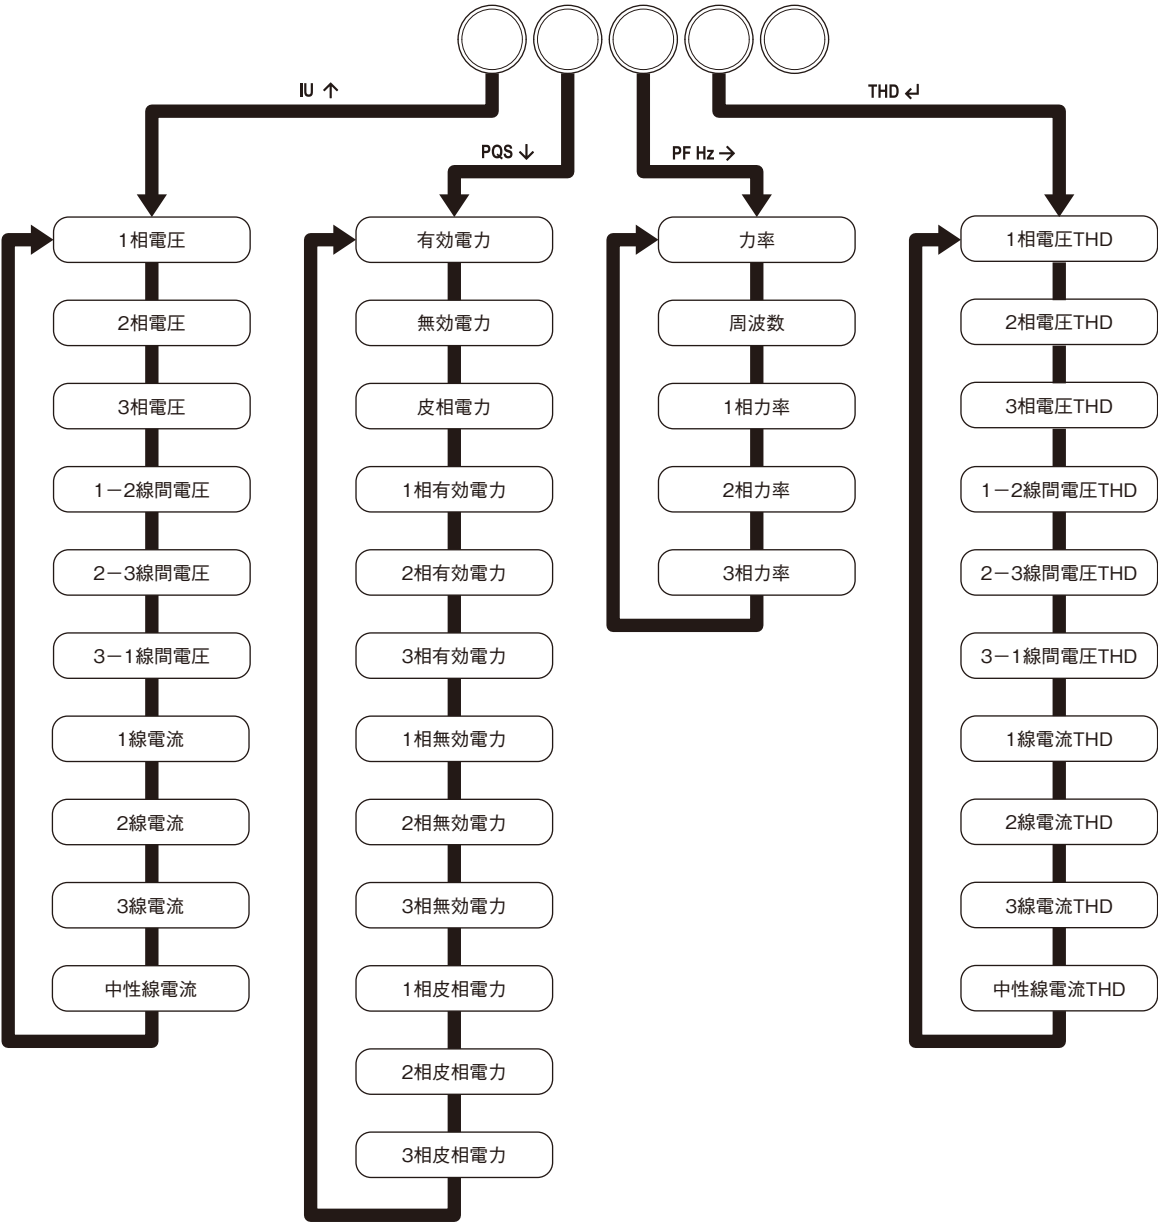 IU ↑
THD ↵
PQS ↓
PF Hz →
1相電圧
2相電圧
3相電圧
1−2線間電圧
2−3線間電圧
3−1線間電圧
1線電流
2線電流
3線電流
中性線電流
有効電力
無効電力
皮相電力
1相有効電力
2相有効電力
3相有効電力
1相無効電力
2相無効電力
3相無効電力
1相皮相電力
2相皮相電力
3相皮相電力
力率
周波数
1相力率
2相力率
3相力率
1相電圧THD
2相電圧THD
3相電圧THD
1−2線間電圧THD
2−3線間電圧THD
3−1線間電圧THD
1線電流THD
2線電流THD
3線電流THD
中性線電流THD